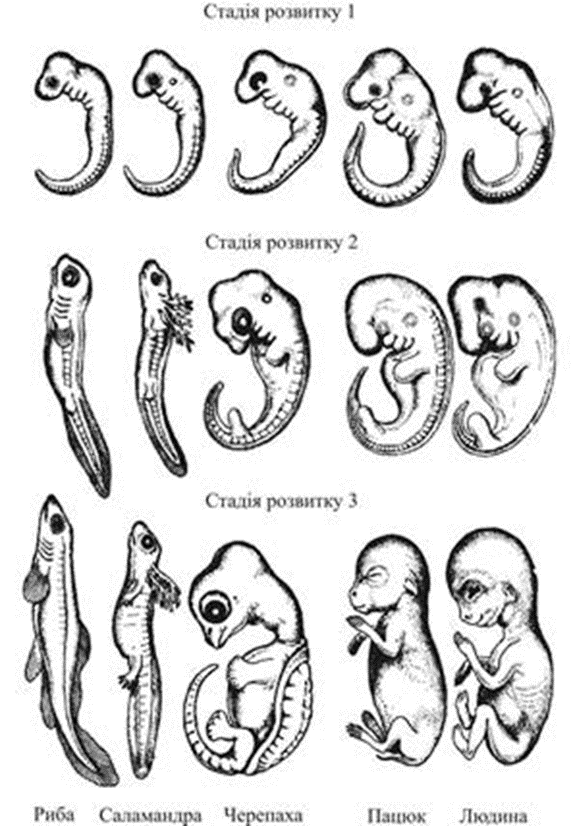 Стадія розвитку 1
Стадія розвитку 2
Стадія розвитку 3
Риба Саламандра Черепаха Пацюк Людина